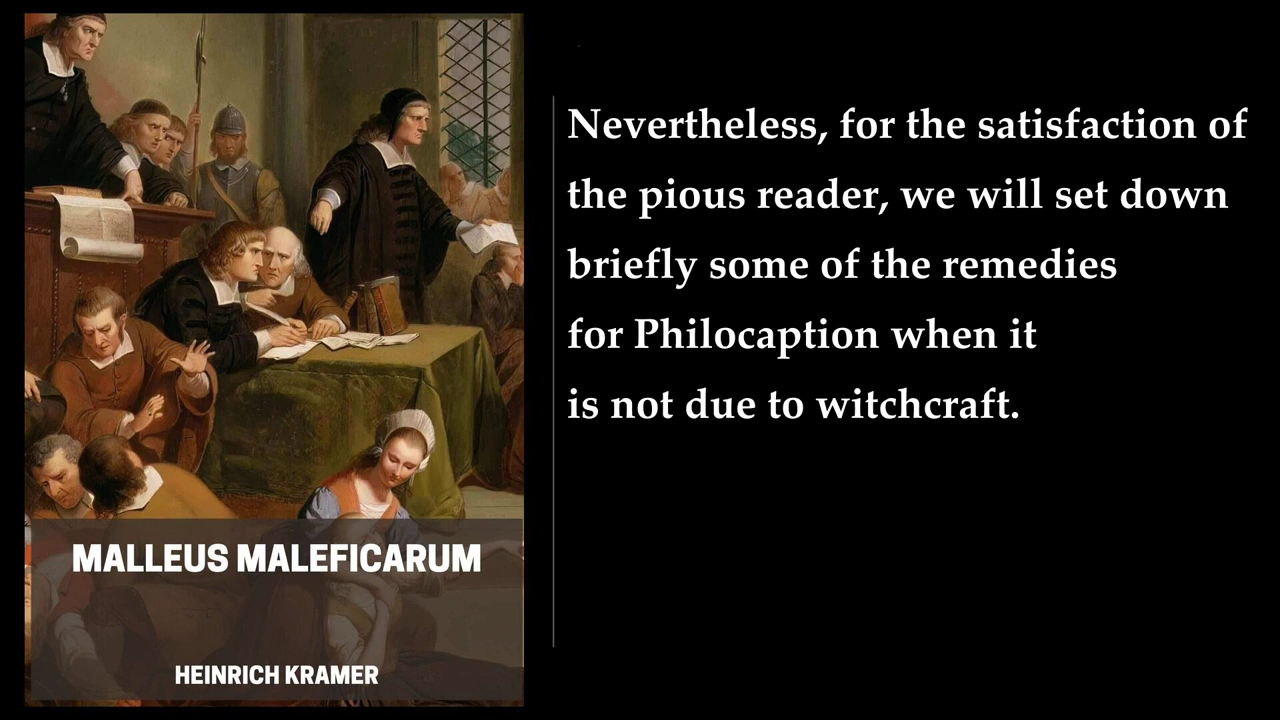 MALLEUS MALEFICARUM
HEINRICH KRAMER
Nevertheless, for the satisfaction of
the pious reader, we will set down
briefly some of the remedies
for Philocaption when it
is not due to witchcraft.